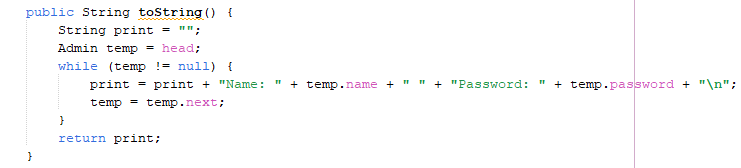 public String toString() {
String print = "";
Admin temp = head;
while (temp != null) {
print = print + "Name: " + temp.name + " " + "Password: " + temp.password + "\n";
temp = temp.next;
}
return print;
}